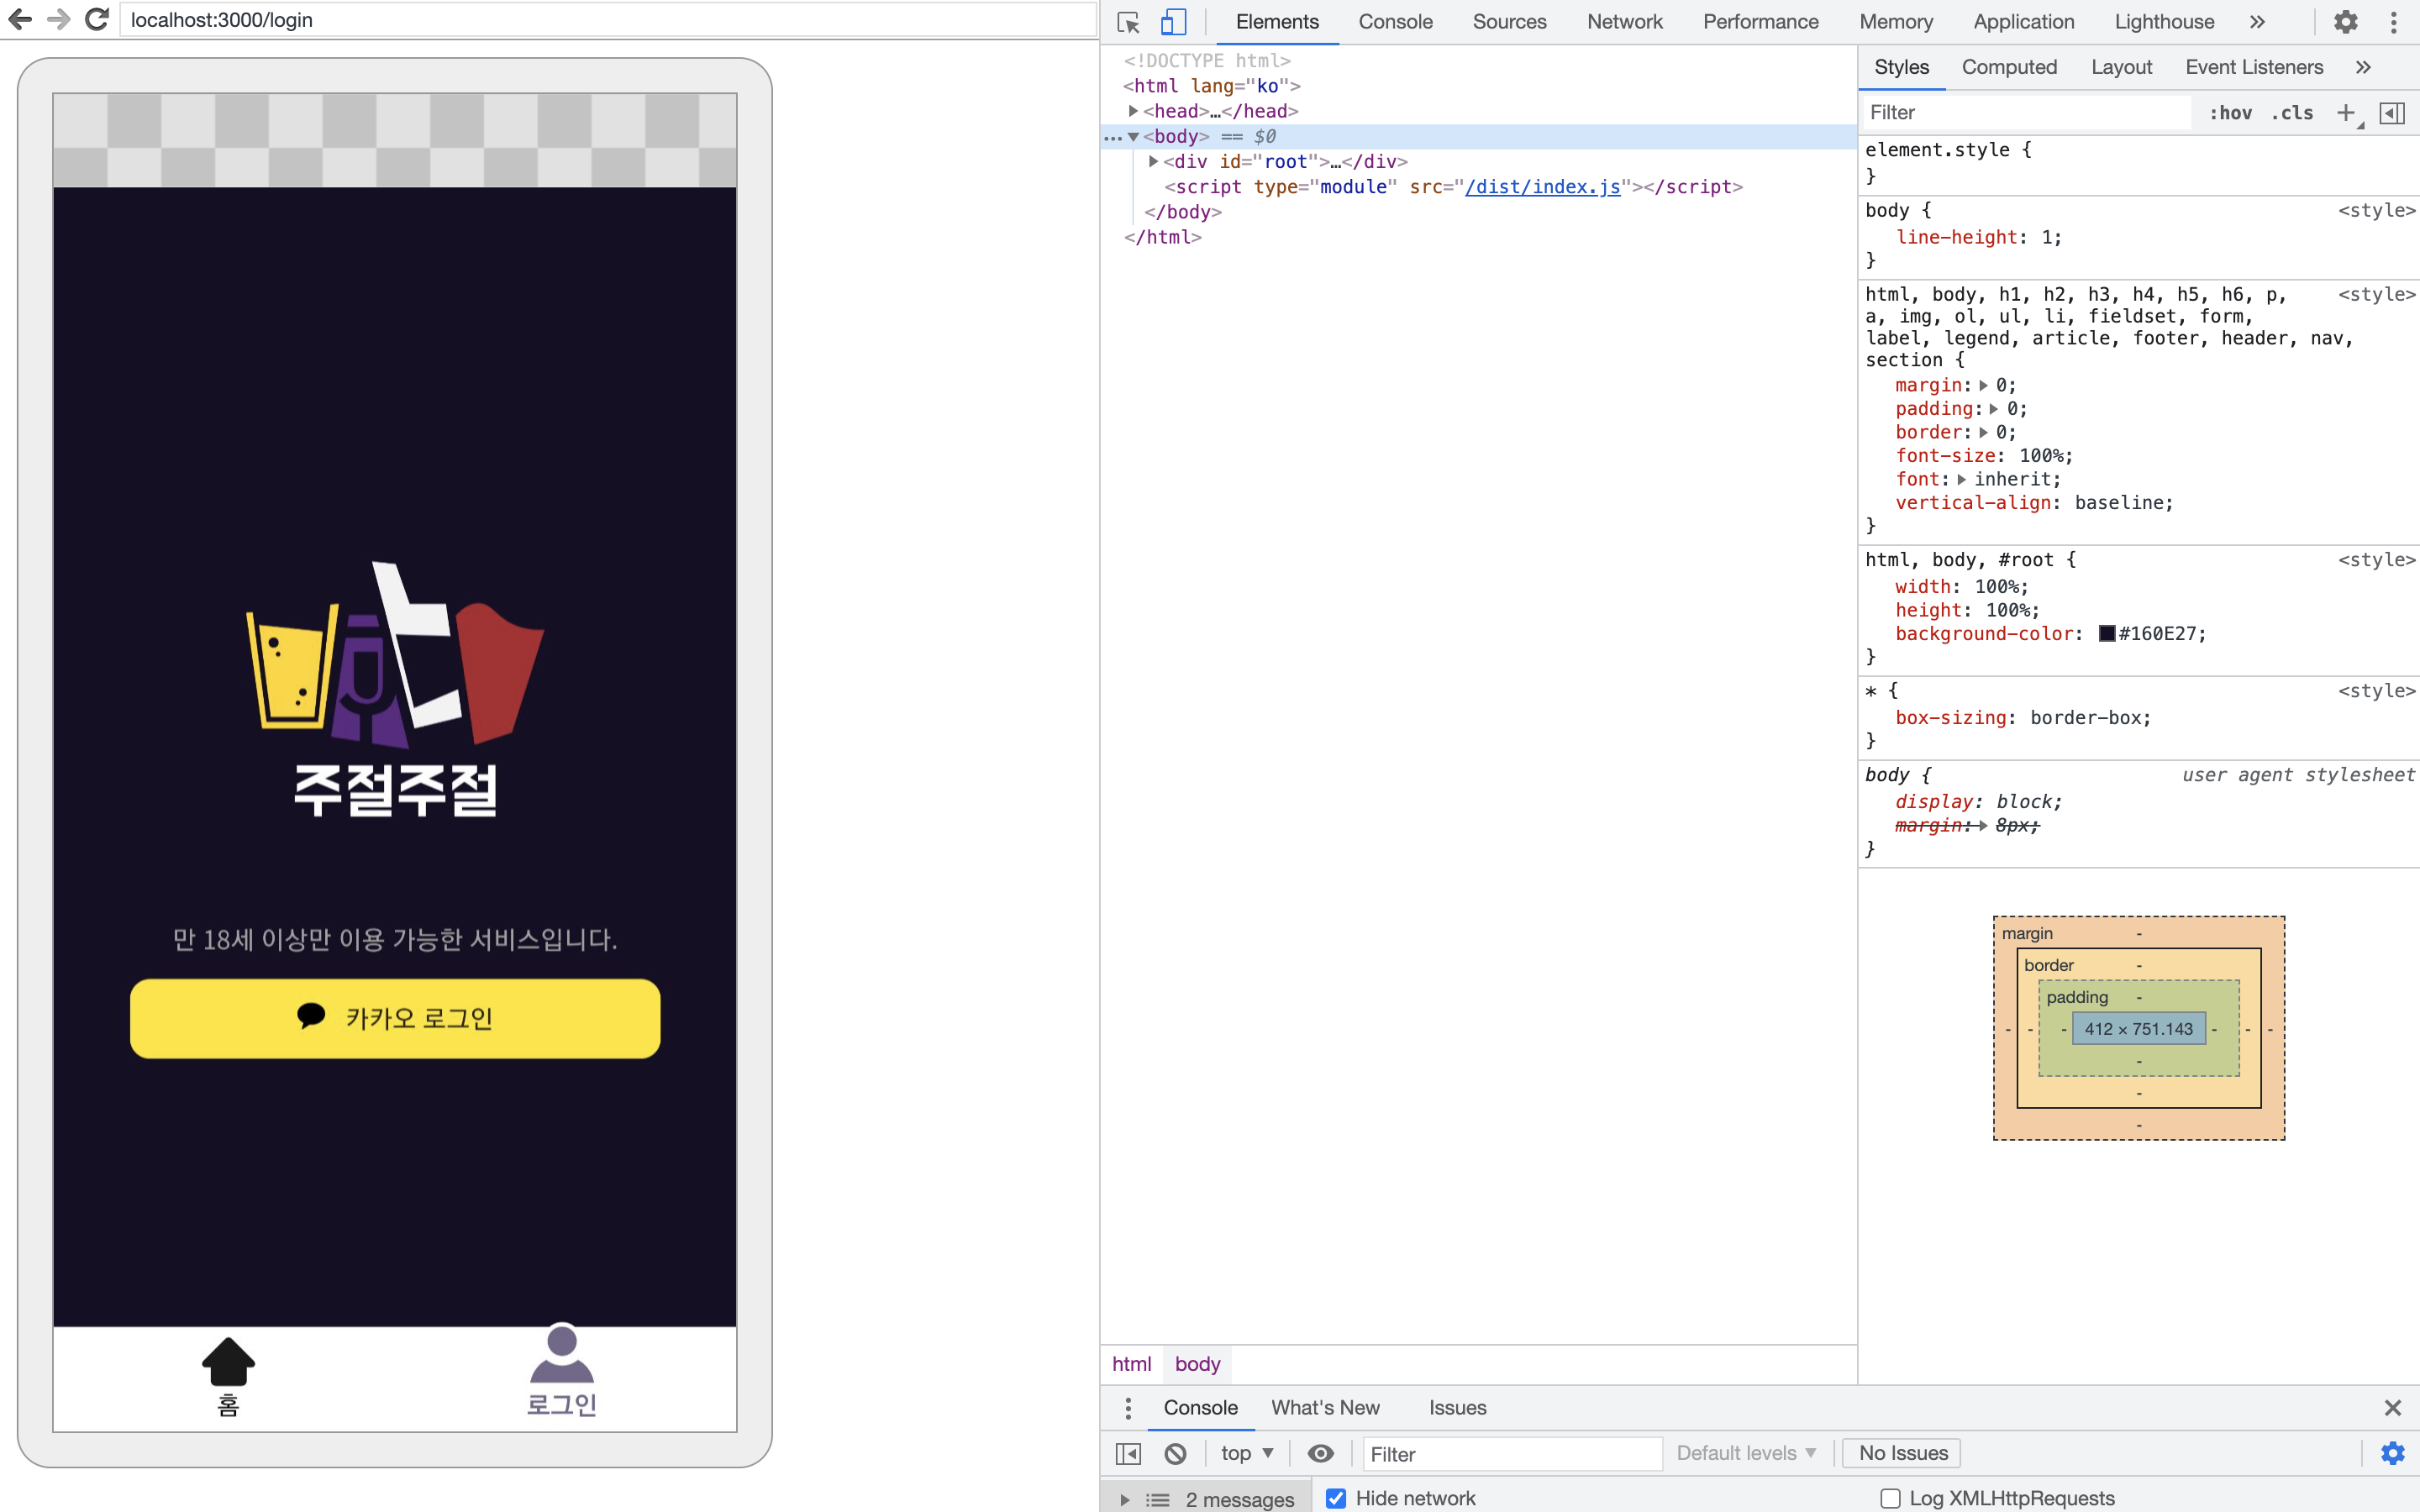 localhost:3000/login
주절주절
만 18세 이상만 이용 가능한 서비스입니다.
카카오 로그인
홈
로그인
Elements Console Sources Network Performance Memory Application Lighthouse »
<!DOCTYPE html>
<html lang="ko">
<head>…</head>
<body> == $0
<div id="root">…</div>
<script type="module" src="/dist/index.js"></script>
</body>
</html>
html body
Styles Computed Layout Event Listeners »
Filter :hov .cls +
element.style {
}
body { <style>
line-height: 1;
}
html, body, h1, h2, h3, h4, h5, h6, p, <style>
a, img, ol, ul, li, fieldset, form,
label, legend, article, footer, header, nav,
section {
margin: 0;
padding: 0;
border: 0;
font-size: 100%;
font: inherit;
vertical-align: baseline;
}
html, body, #root { <style>
width: 100%;
height: 100%;
background-color: #160E27;
}
* { <style>
box-sizing: border-box;
}
body { user agent stylesheet
display: block;
margin: 8px;
}
margin -
border -
padding -
- - - 412 × 751.143 - - -
-
-
-
Console What's New Issues
top Filter Default levels No Issues
2 messages Hide network Log XMLHttpRequests